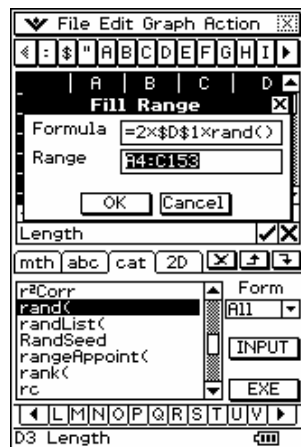 File Edit Graph Action
: $ " A B C D E F G H I
A B C D
Fill Range
Formula =2×$D$1×rand()
Range A4:C153
OK Cancel
Length
mth abc cat 2D
r²Corr
rand(
randList(
RandSeed
rangeAppoint(
rank(
rc
Form
All
INPUT
EXE
L M N O P Q R S T U V
D3 Length